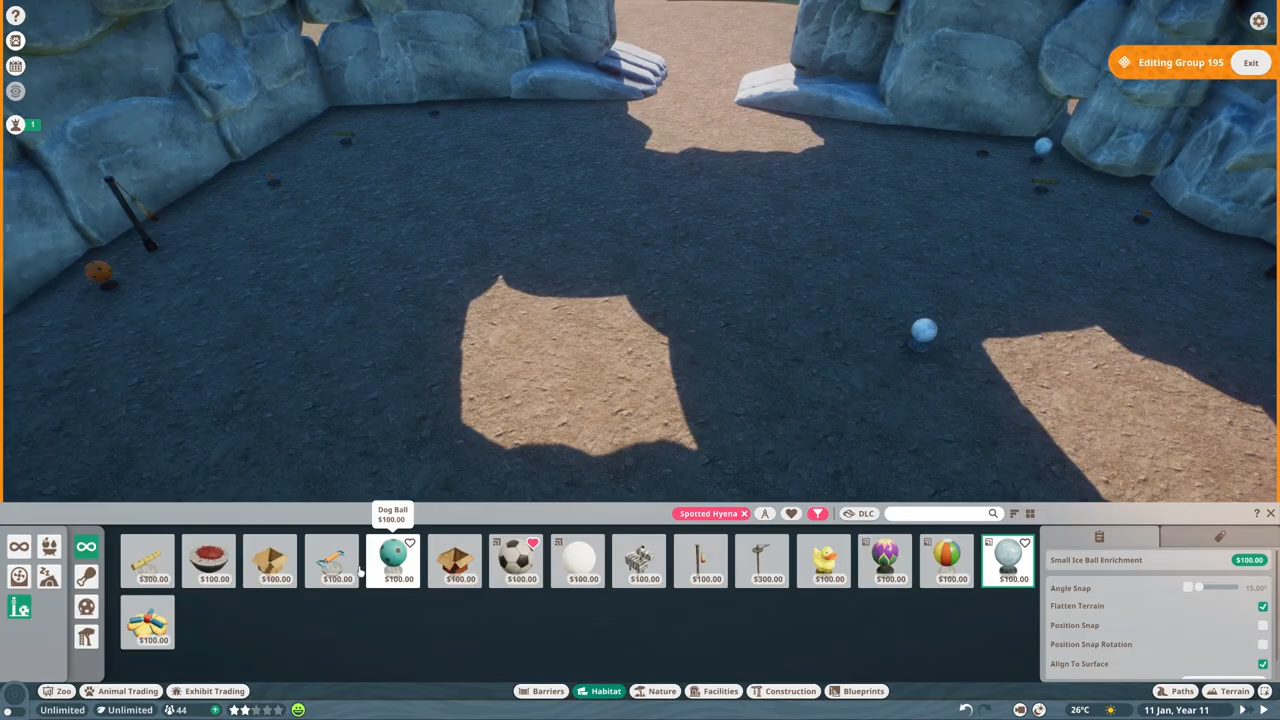 ?
Editing Group 195 Exit
1
Dog Ball
$100.00
Spotted Hyena
DLC
?
$300.00 $100.00 $100.00 $100.00 $100.00 $100.00 $100.00 $100.00 $100.00 $100.00 $300.00 $100.00 $100.00 $100.00 $100.00
$100.00
Small Ice Ball Enrichment $100.00
Angle Snap 15.00°
Flatten Terrain
Position Snap
Position Snap Rotation
Align To Surface
Zoo Animal Trading Exhibit Trading Barriers Habitat Nature Facilities Construction Blueprints Paths Terrain
Unlimited Unlimited 44 26°C 11 Jan, Year 11